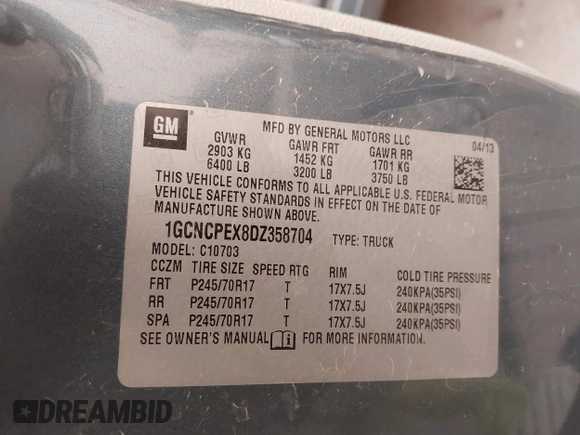 GM
MFD BY GENERAL MOTORS LLC 04/13
GVWR GAWR FRT GAWR RR
2903 KG 1452 KG 1701 KG
6400 LB 3200 LB 3750 LB
THIS VEHICLE CONFORMS TO ALL APPLICABLE U.S. FEDERAL MOTOR
VEHICLE SAFETY STANDARDS IN EFFECT ON THE DATE OF
MANUFACTURE SHOWN ABOVE.
1GCNCPEX8DZ358704 TYPE: TRUCK
MODEL: C10703
CCZM TIRE SIZE SPEED RTG RIM COLD TIRE PRESSURE
FRT P245/70R17 T 17X7.5J 240KPA(35PSI)
RR P245/70R17 T 17X7.5J 240KPA(35PSI)
SPA P245/70R17 T 17X7.5J 240KPA(35PSI)
SEE OWNER'S MANUAL FOR MORE INFORMATION.
DREAMBID